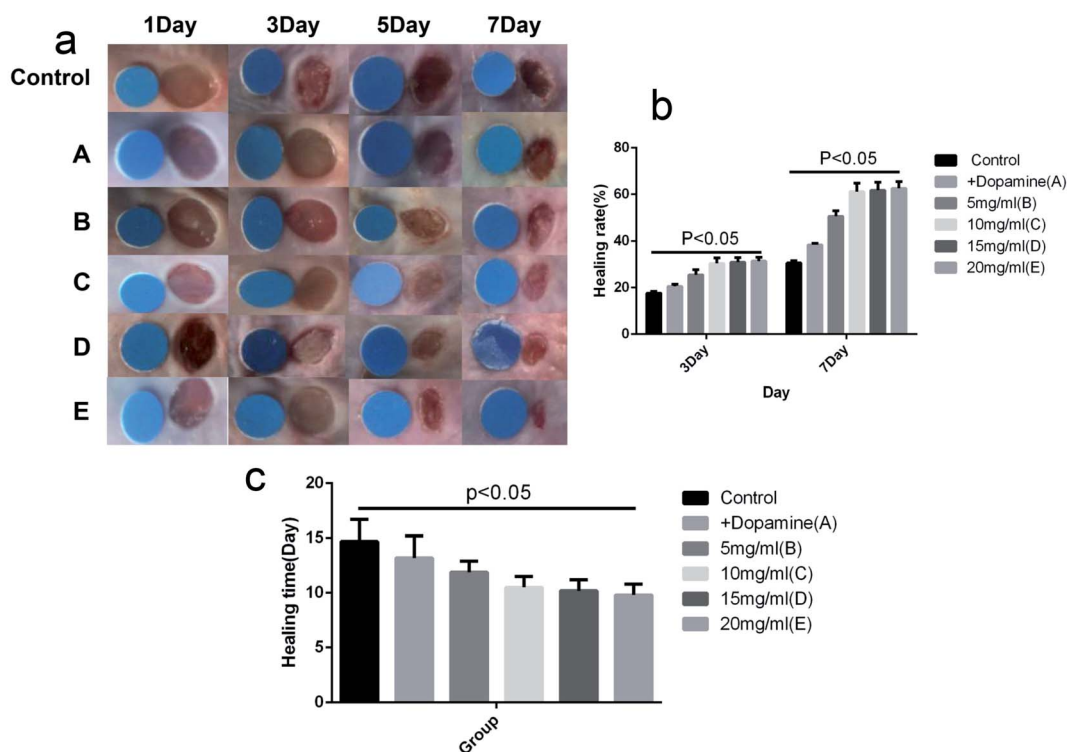 a
1Day 3Day 5Day 7Day
Control
A
B
C
D
E
b
Healing rate(%)
80
60
40
20
0
P<0.05
P<0.05
3Day
7Day
Day
Control
+Dopamine(A)
5mg/ml(B)
10mg/ml(C)
15mg/ml(D)
20mg/ml(E)
c
Healing time(Day)
20
15
10
5
0
p<0.05
Group
Control
+Dopamine(A)
5mg/ml(B)
10mg/ml(C)
15mg/ml(D)
20mg/ml(E)